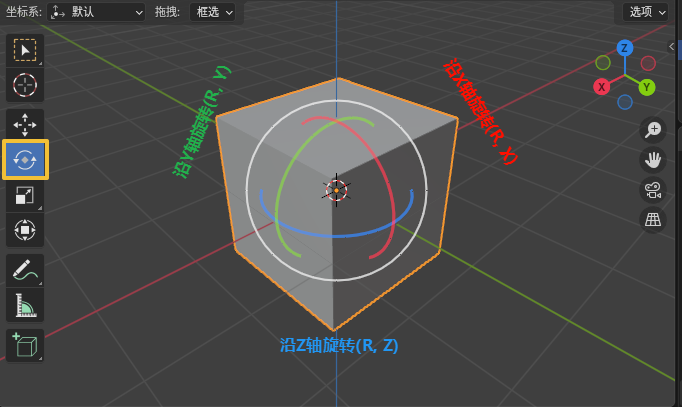 坐标系: 默认 拖拽: 框选 选项
沿Y轴旋转(R, Y)
沿X轴旋转(R, X)
Z
X
Y
沿Z轴旋转(R, Z)